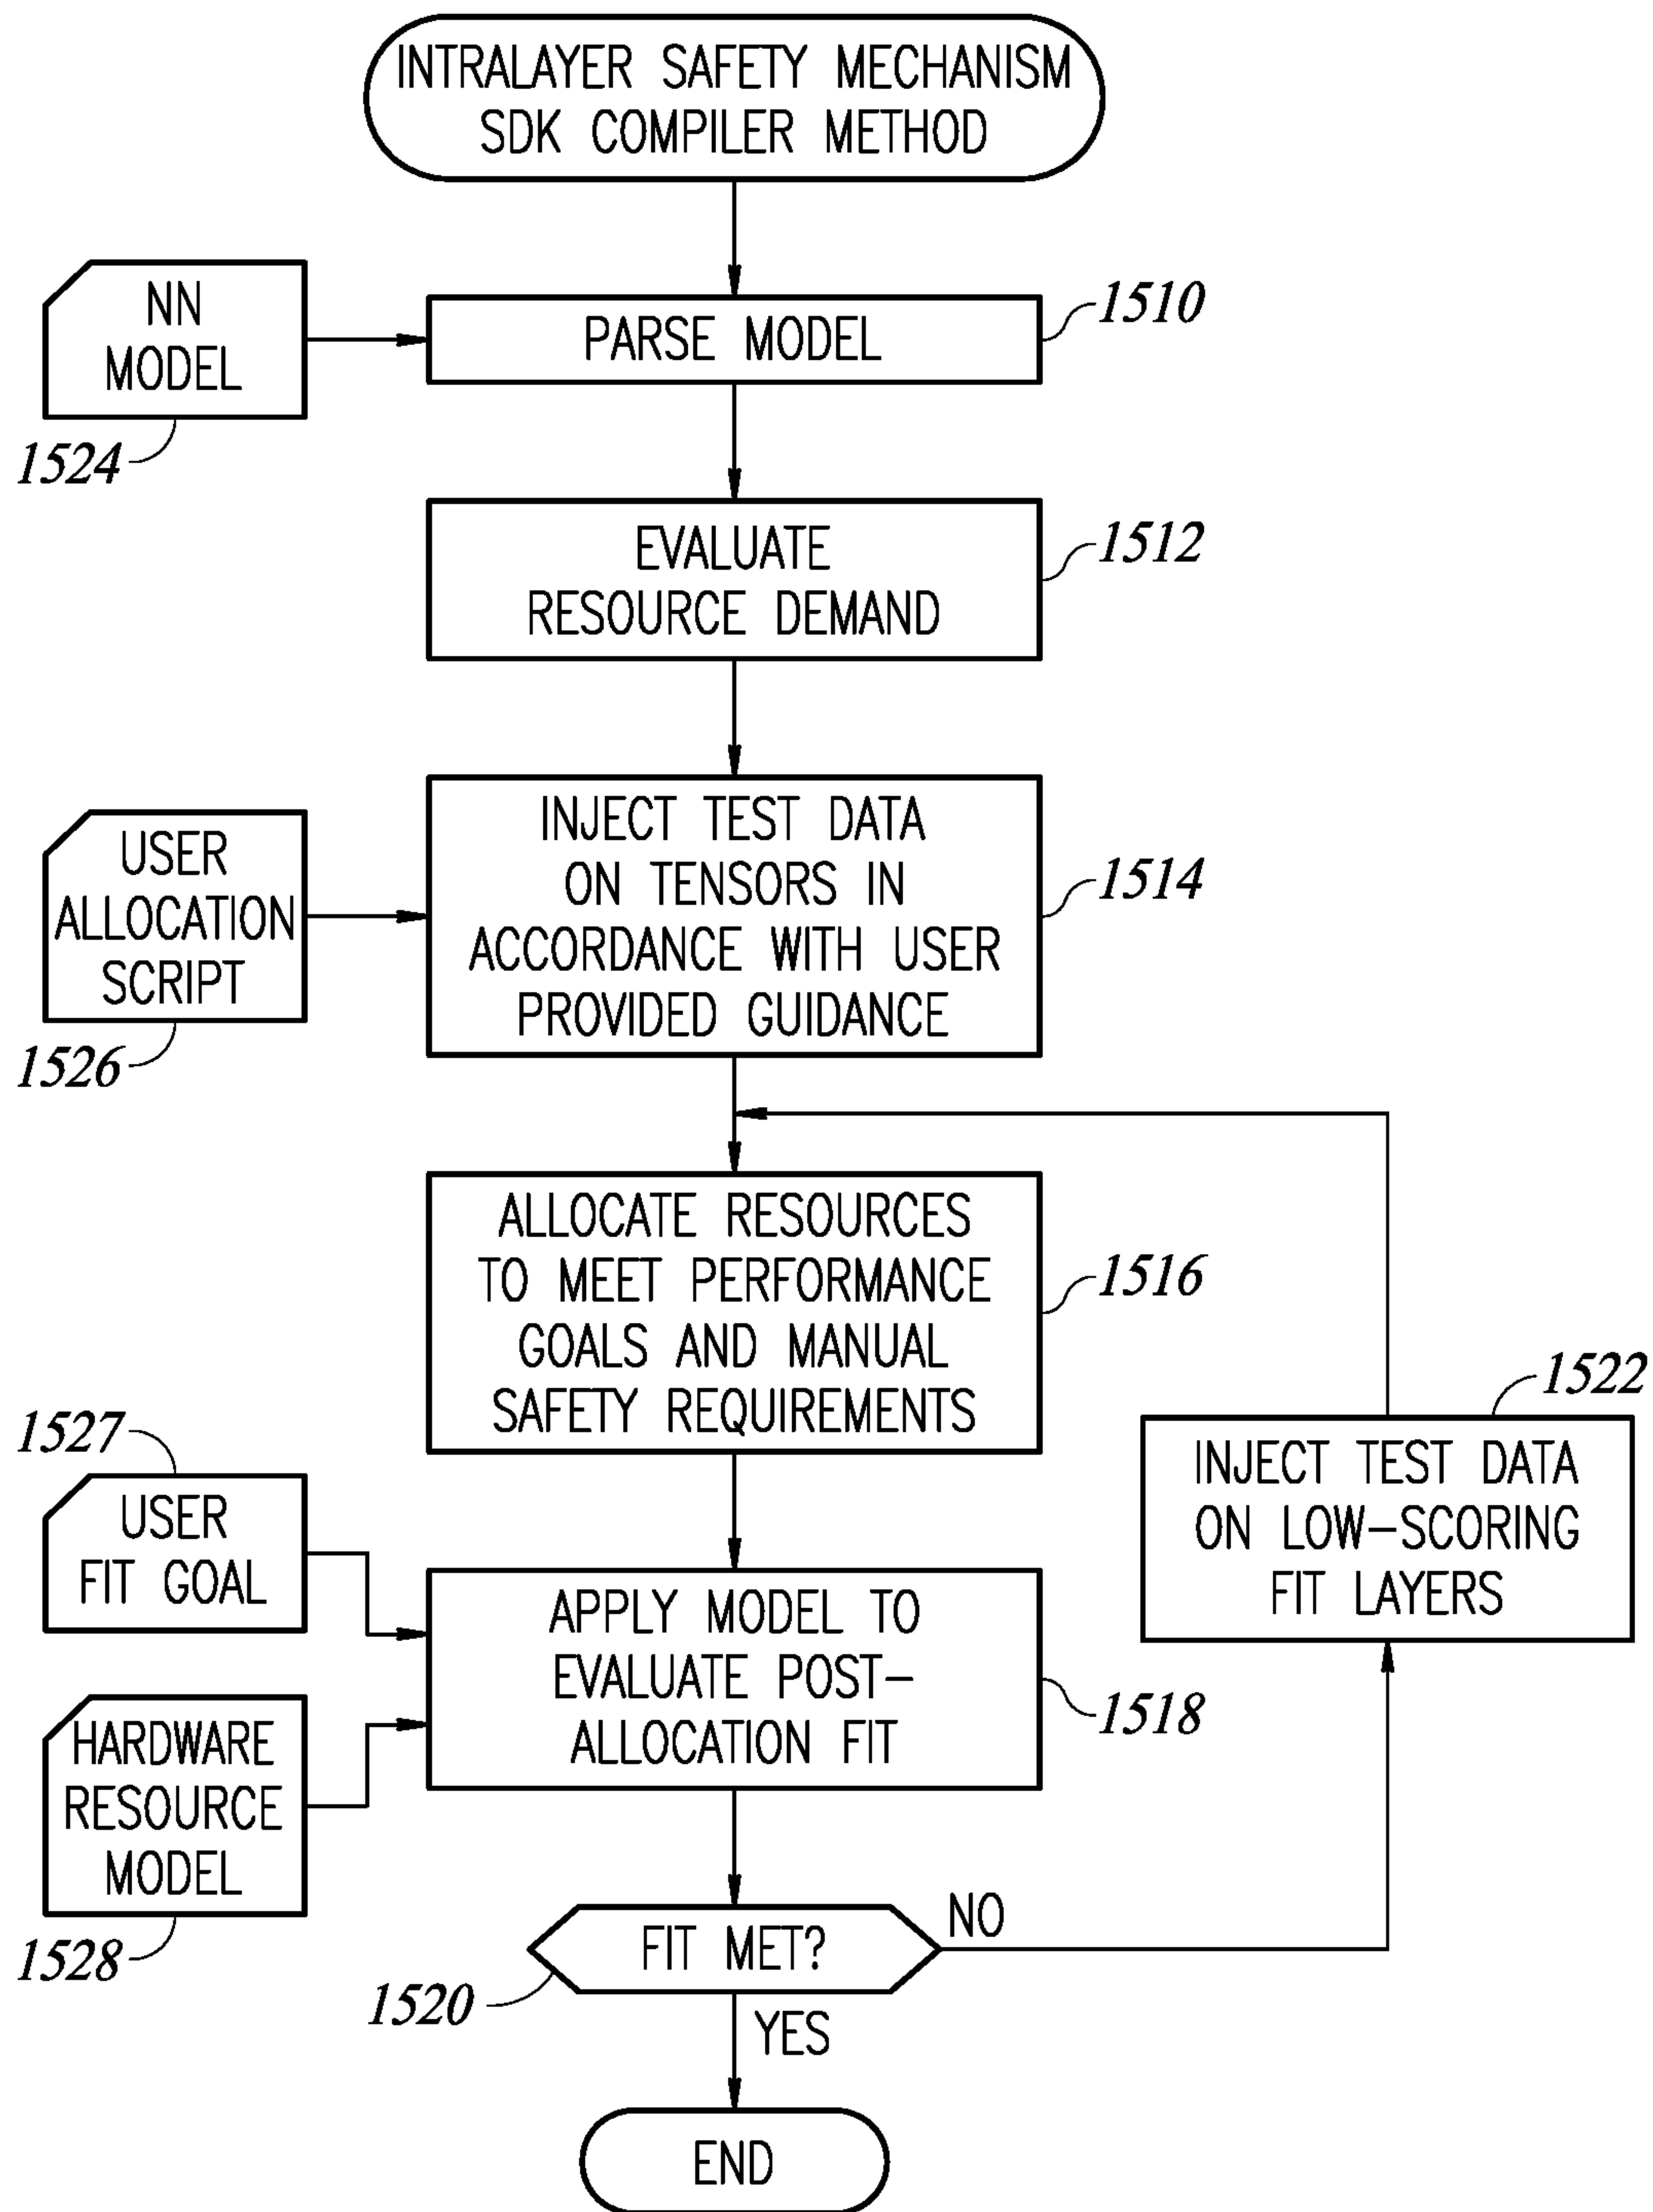 INTRALAYER SAFETY MECHANISM
SDK COMPILER METHOD
NN
MODEL
1524
PARSE MODEL
1510
EVALUATE
RESOURCE DEMAND
1512
USER
ALLOCATION
SCRIPT
1526
INJECT TEST DATA
ON TENSORS IN
ACCORDANCE WITH USER
PROVIDED GUIDANCE
1514
ALLOCATE RESOURCES
TO MEET PERFORMANCE
GOALS AND MANUAL
SAFETY REQUIREMENTS
1516
1522
INJECT TEST DATA
ON LOW-SCORING
FIT LAYERS
1527
USER
FIT GOAL
APPLY MODEL TO
EVALUATE POST-
ALLOCATION FIT
1518
HARDWARE
RESOURCE
MODEL
1528
FIT MET?
NO
1520
YES
END